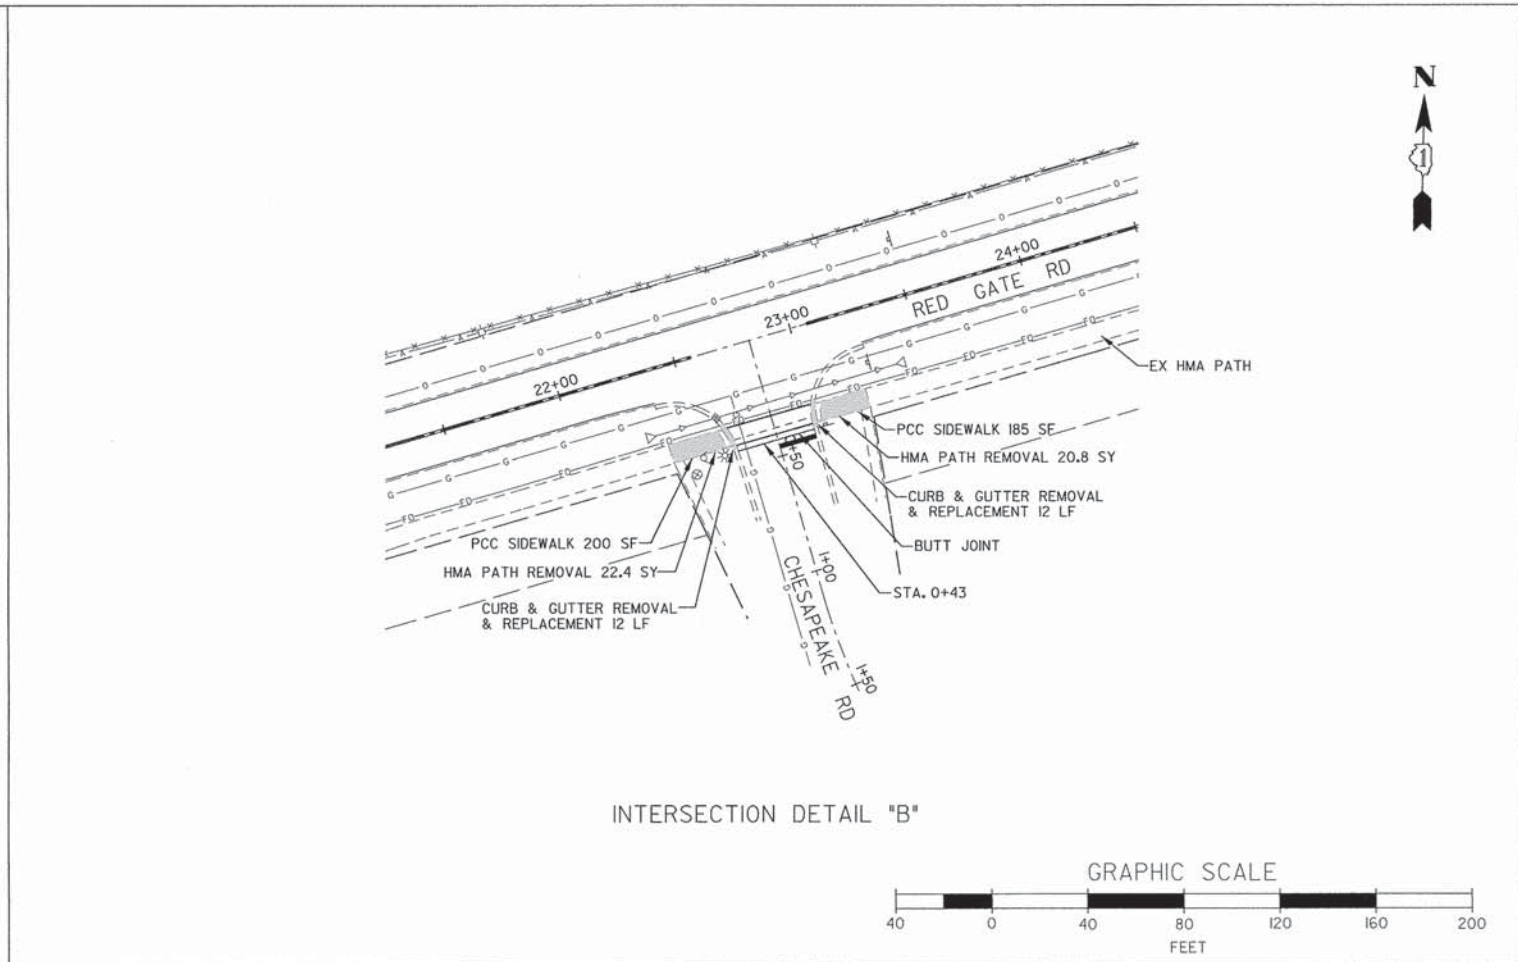 N
1
24+00
23+00
RED GATE RD
22+00
EX HMA PATH
PCC SIDEWALK 185 SF
HMA PATH REMOVAL 20.8 SY
CURB & GUTTER REMOVAL
& REPLACEMENT 12 LF
BUTT JOINT
STA. 0+43
PCC SIDEWALK 200 SF
HMA PATH REMOVAL 22.4 SY
CURB & GUTTER REMOVAL
& REPLACEMENT 12 LF
+50
1+00
1+50
CHESAPEAKE RD
INTERSECTION DETAIL "B"
GRAPHIC SCALE
40 0 40 80 120 160 200
FEET